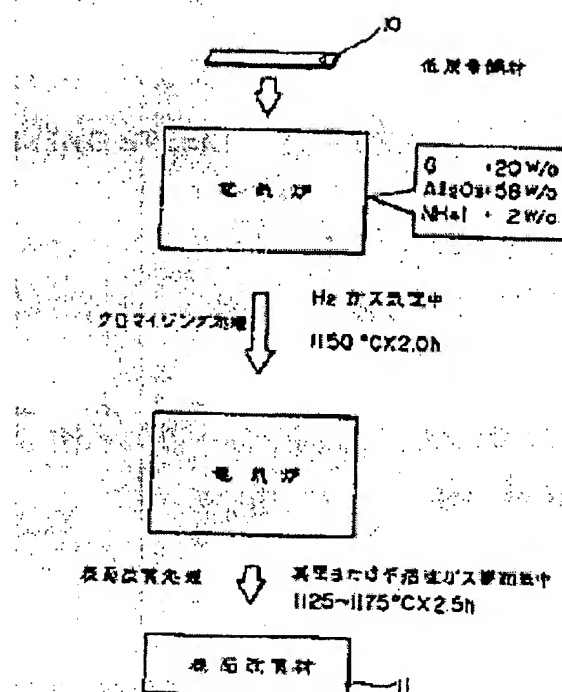 10
低炭素鋼材
電気炉
20 W/o
Al2O3 58 W/o
NH4I 2 W/o
H2 ガス気流中
クロマイジング処理
1150 °C×2.0h
電気炉
表面改質処理
真空または不活性ガス雰囲気中
1125~1175°C×2.5h
表面改質材
11